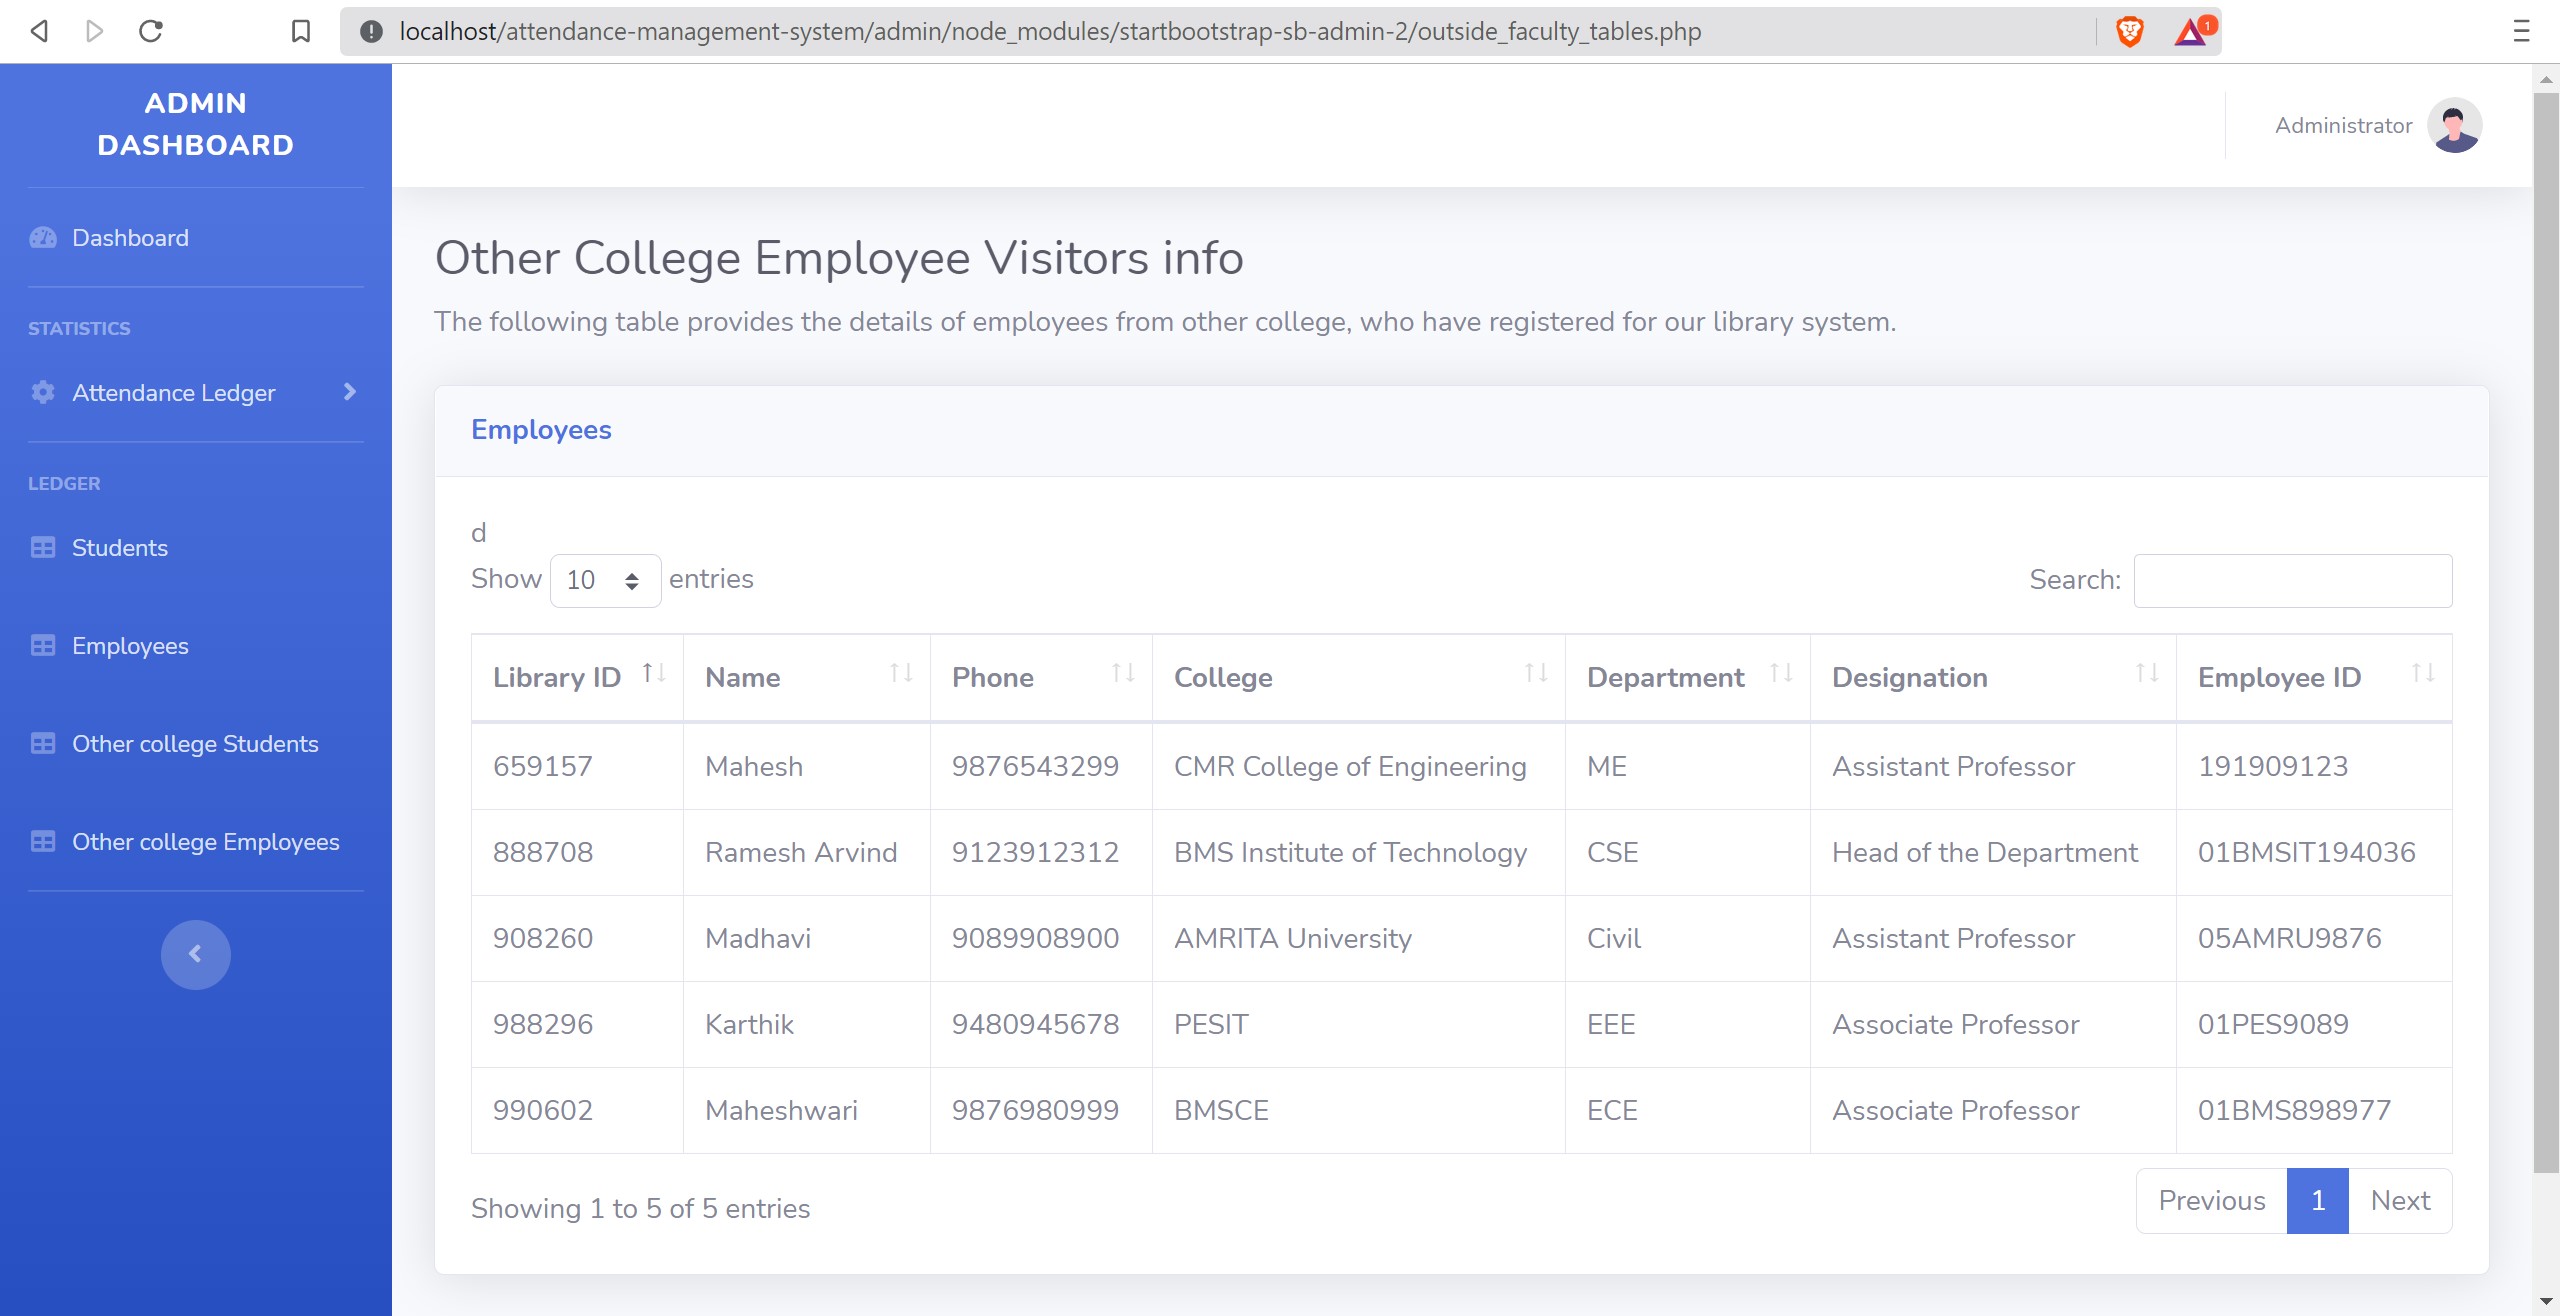 localhost/attendance-management-system/admin/node_modules/startbootstrap-sb-admin-2/outside_faculty_tables.php
1
ADMIN
DASHBOARD
Dashboard
STATISTICS
Attendance Ledger
LEDGER
Students
Employees
Other college Students
Other college Employees
Administrator
Other College Employee Visitors info
The following table provides the details of employees from other college, who have registered for our library system.
Employees
d
Show 10 entries Search:
Library ID Name Phone College Department Designation Employee ID
659157 Mahesh 9876543299 CMR College of Engineering ME Assistant Professor 191909123
888708 Ramesh Arvind 9123912312 BMS Institute of Technology CSE Head of the Department 01BMSIT194036
908260 Madhavi 9089908900 AMRITA University Civil Assistant Professor 05AMRU9876
988296 Karthik 9480945678 PESIT EEE Associate Professor 01PES9089
990602 Maheshwari 9876980999 BMSCE ECE Associate Professor 01BMS898977
Showing 1 to 5 of 5 entries Previous 1 Next